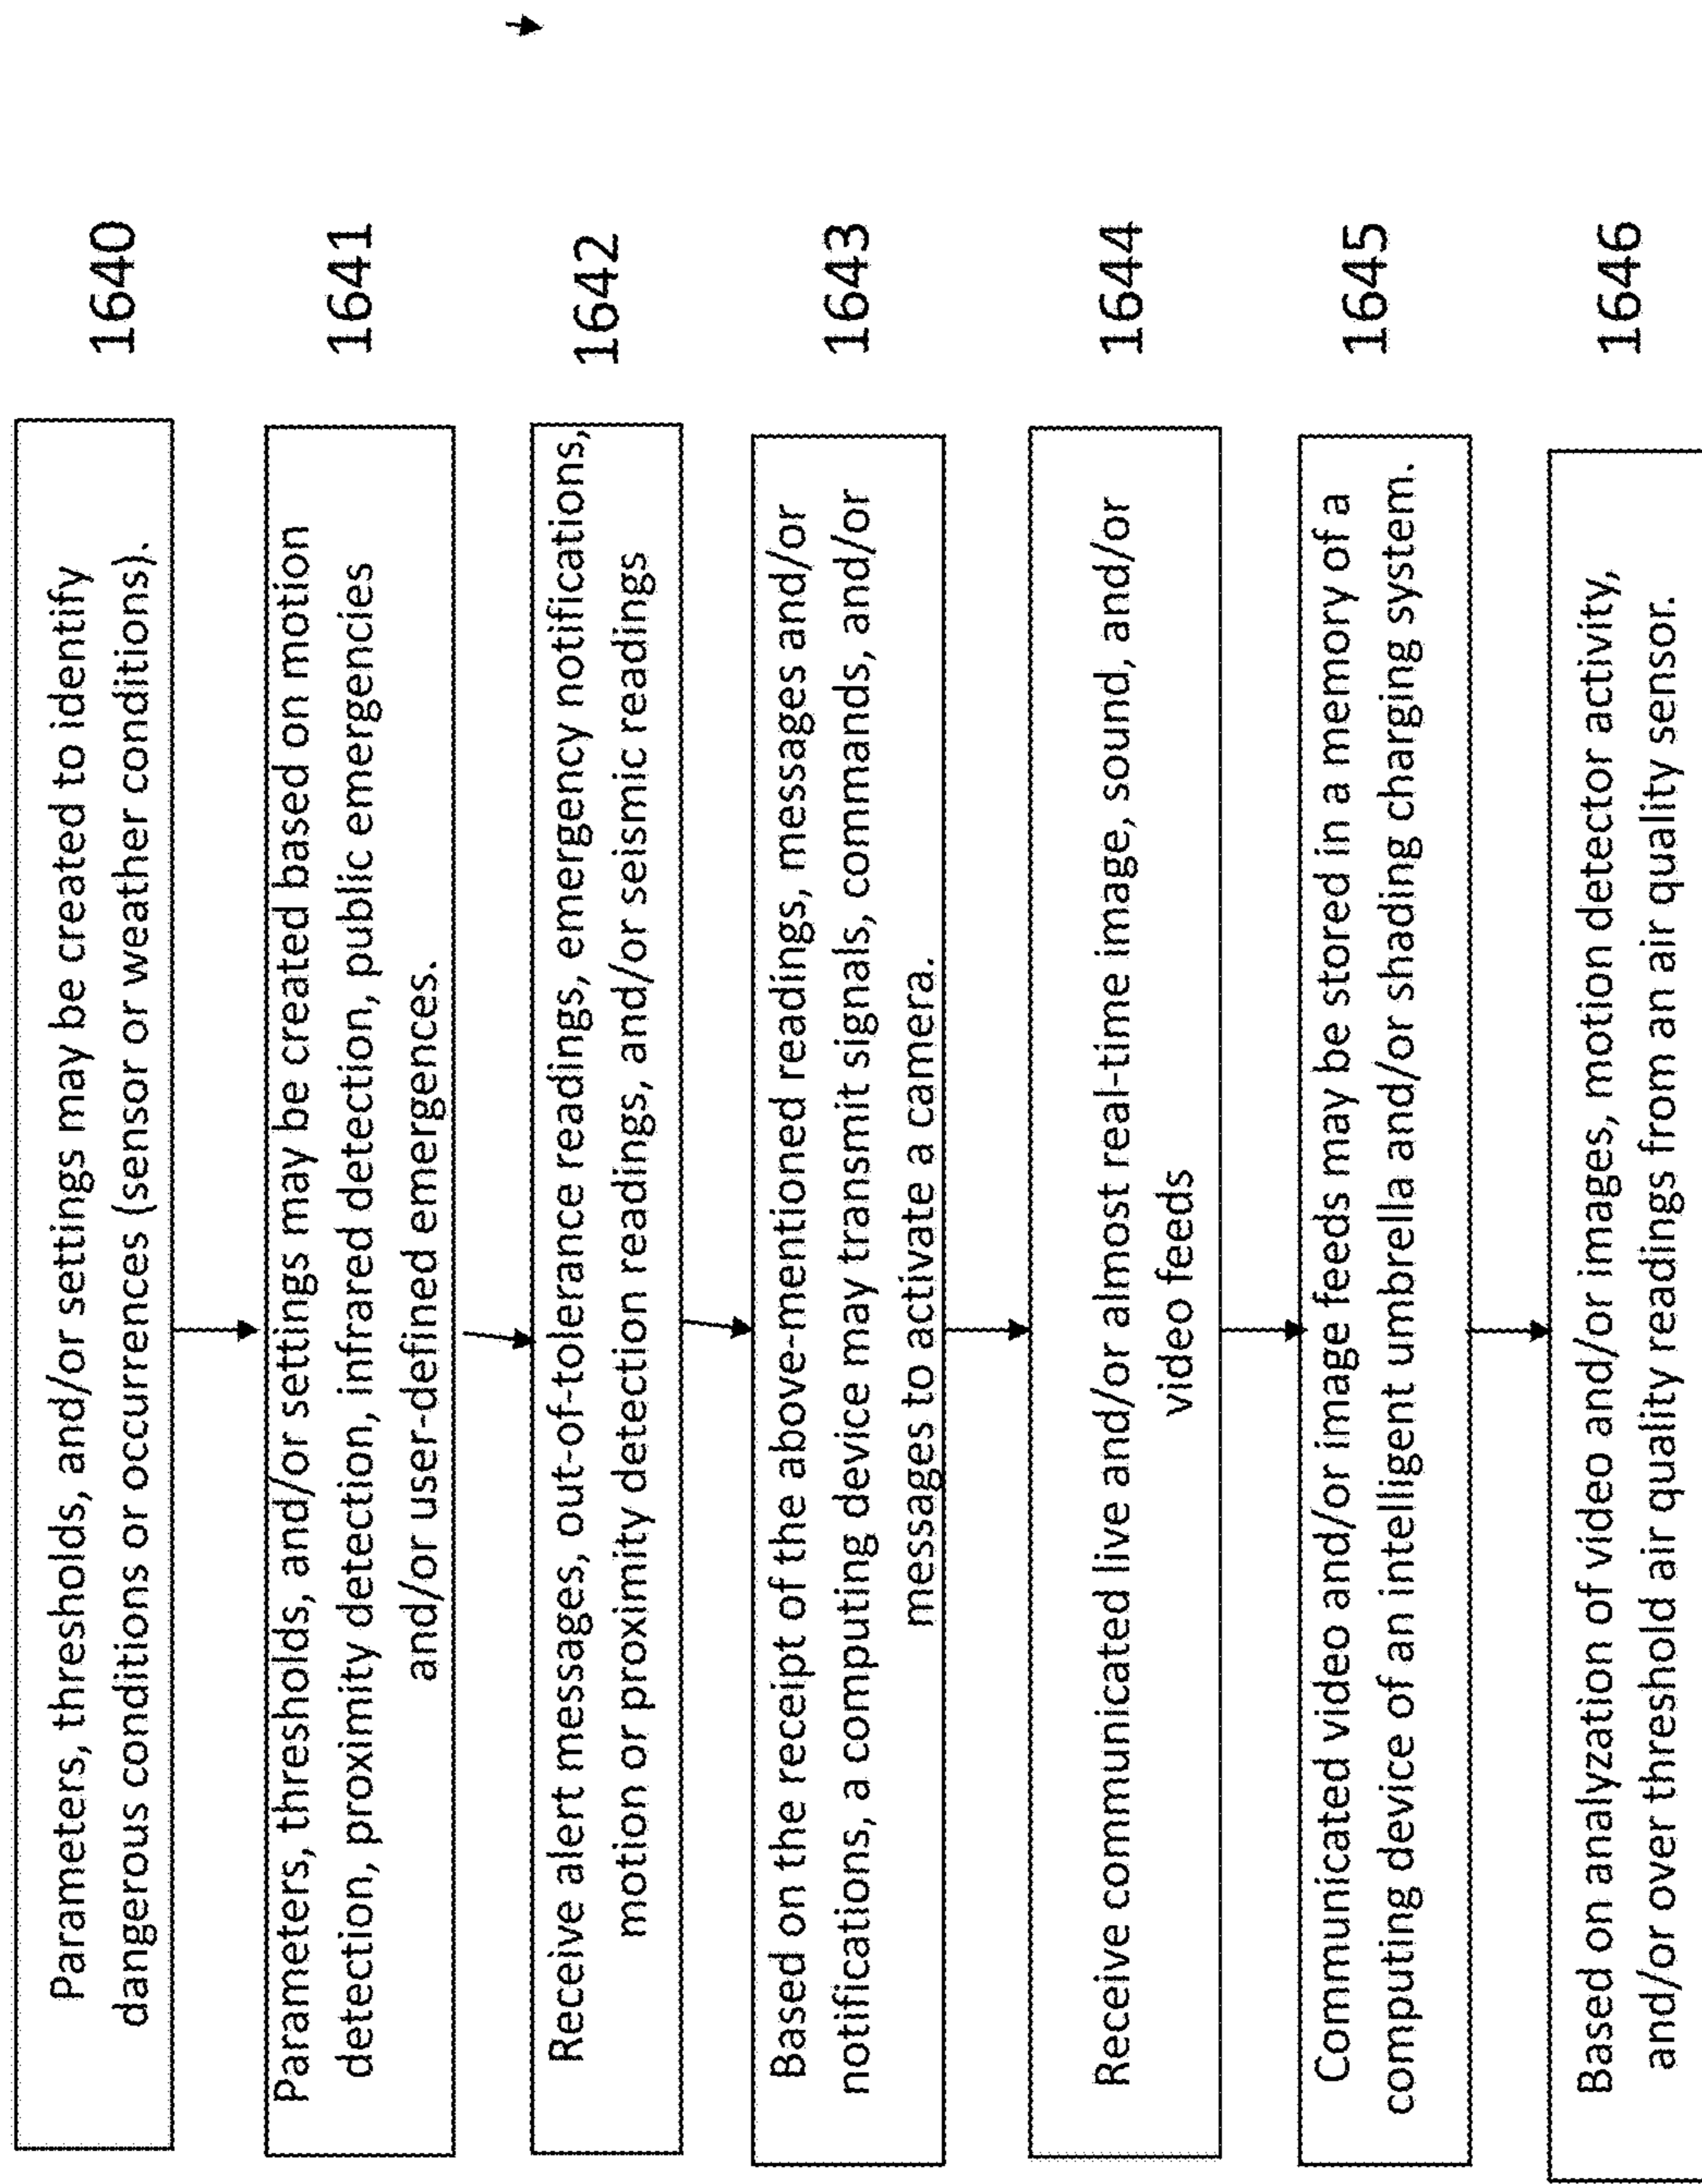 Parameters, thresholds, and/or settings may be created to identify
dangerous conditions or occurrences (sensor or weather conditions).
1640
Parameters, thresholds, and/or settings may be created based on motion
detection, proximity detection, infrared detection, public emergencies
and/or user-defined emergences.
1641
Receive alert messages, out-of-tolerance readings, emergency notifications,
motion or proximity detection readings, and/or seismic readings
1642
Based on the receipt of the above-mentioned readings, messages and/or
notifications, a computing device may transmit signals, commands, and/or
messages to activate a camera.
1643
Receive communicated live and/or almost real-time image, sound, and/or
video feeds
1644
Communicated video and/or image feeds may be stored in a memory of a
computing device of an intelligent umbrella and/or shading charging system.
1645
Based on analyzation of video and/or images, motion detector activity,
and/or over threshold air quality readings from an air quality sensor.
1646